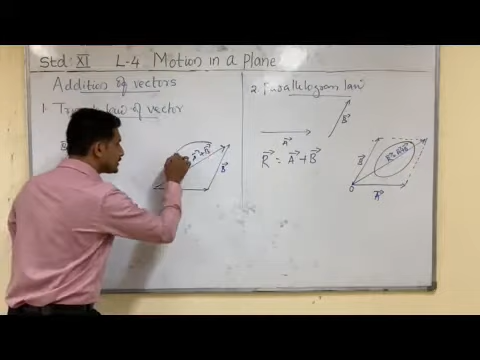 Std: XI L-4 Motion in a plane
Addition of vectors
1. Triangle law of vector
A⃗+B⃗
B⃗
2. Parallelogram law
B⃗
A⃗
R⃗ = A⃗+B⃗
B⃗
R⃗=A⃗+B⃗
O
A⃗